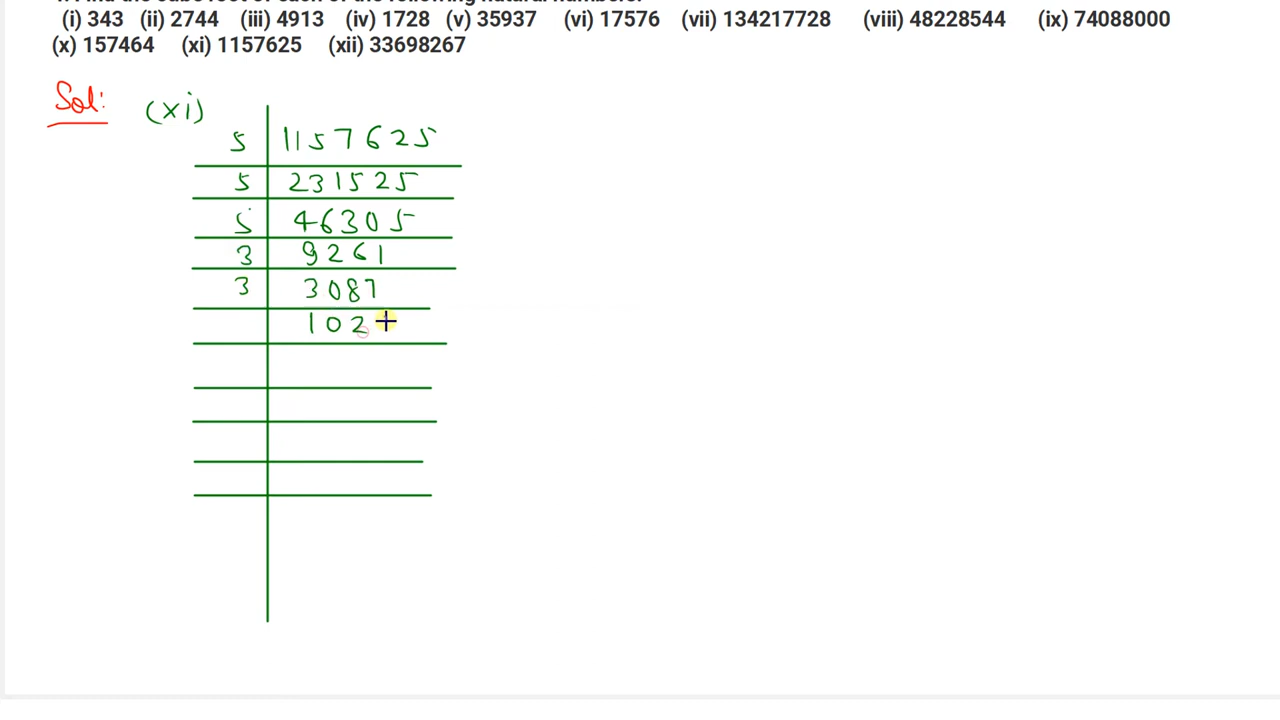 (i) 343 (ii) 2744 (iii) 4913 (iv) 1728 (v) 35937 (vi) 17576 (vii) 134217728 (viii) 48228544 (ix) 74088000
(x) 157464 (xi) 1157625 (xii) 33698267
Sol: (xi)
5 1157625
5 231525
5 46305
3 9261
3 3087
102